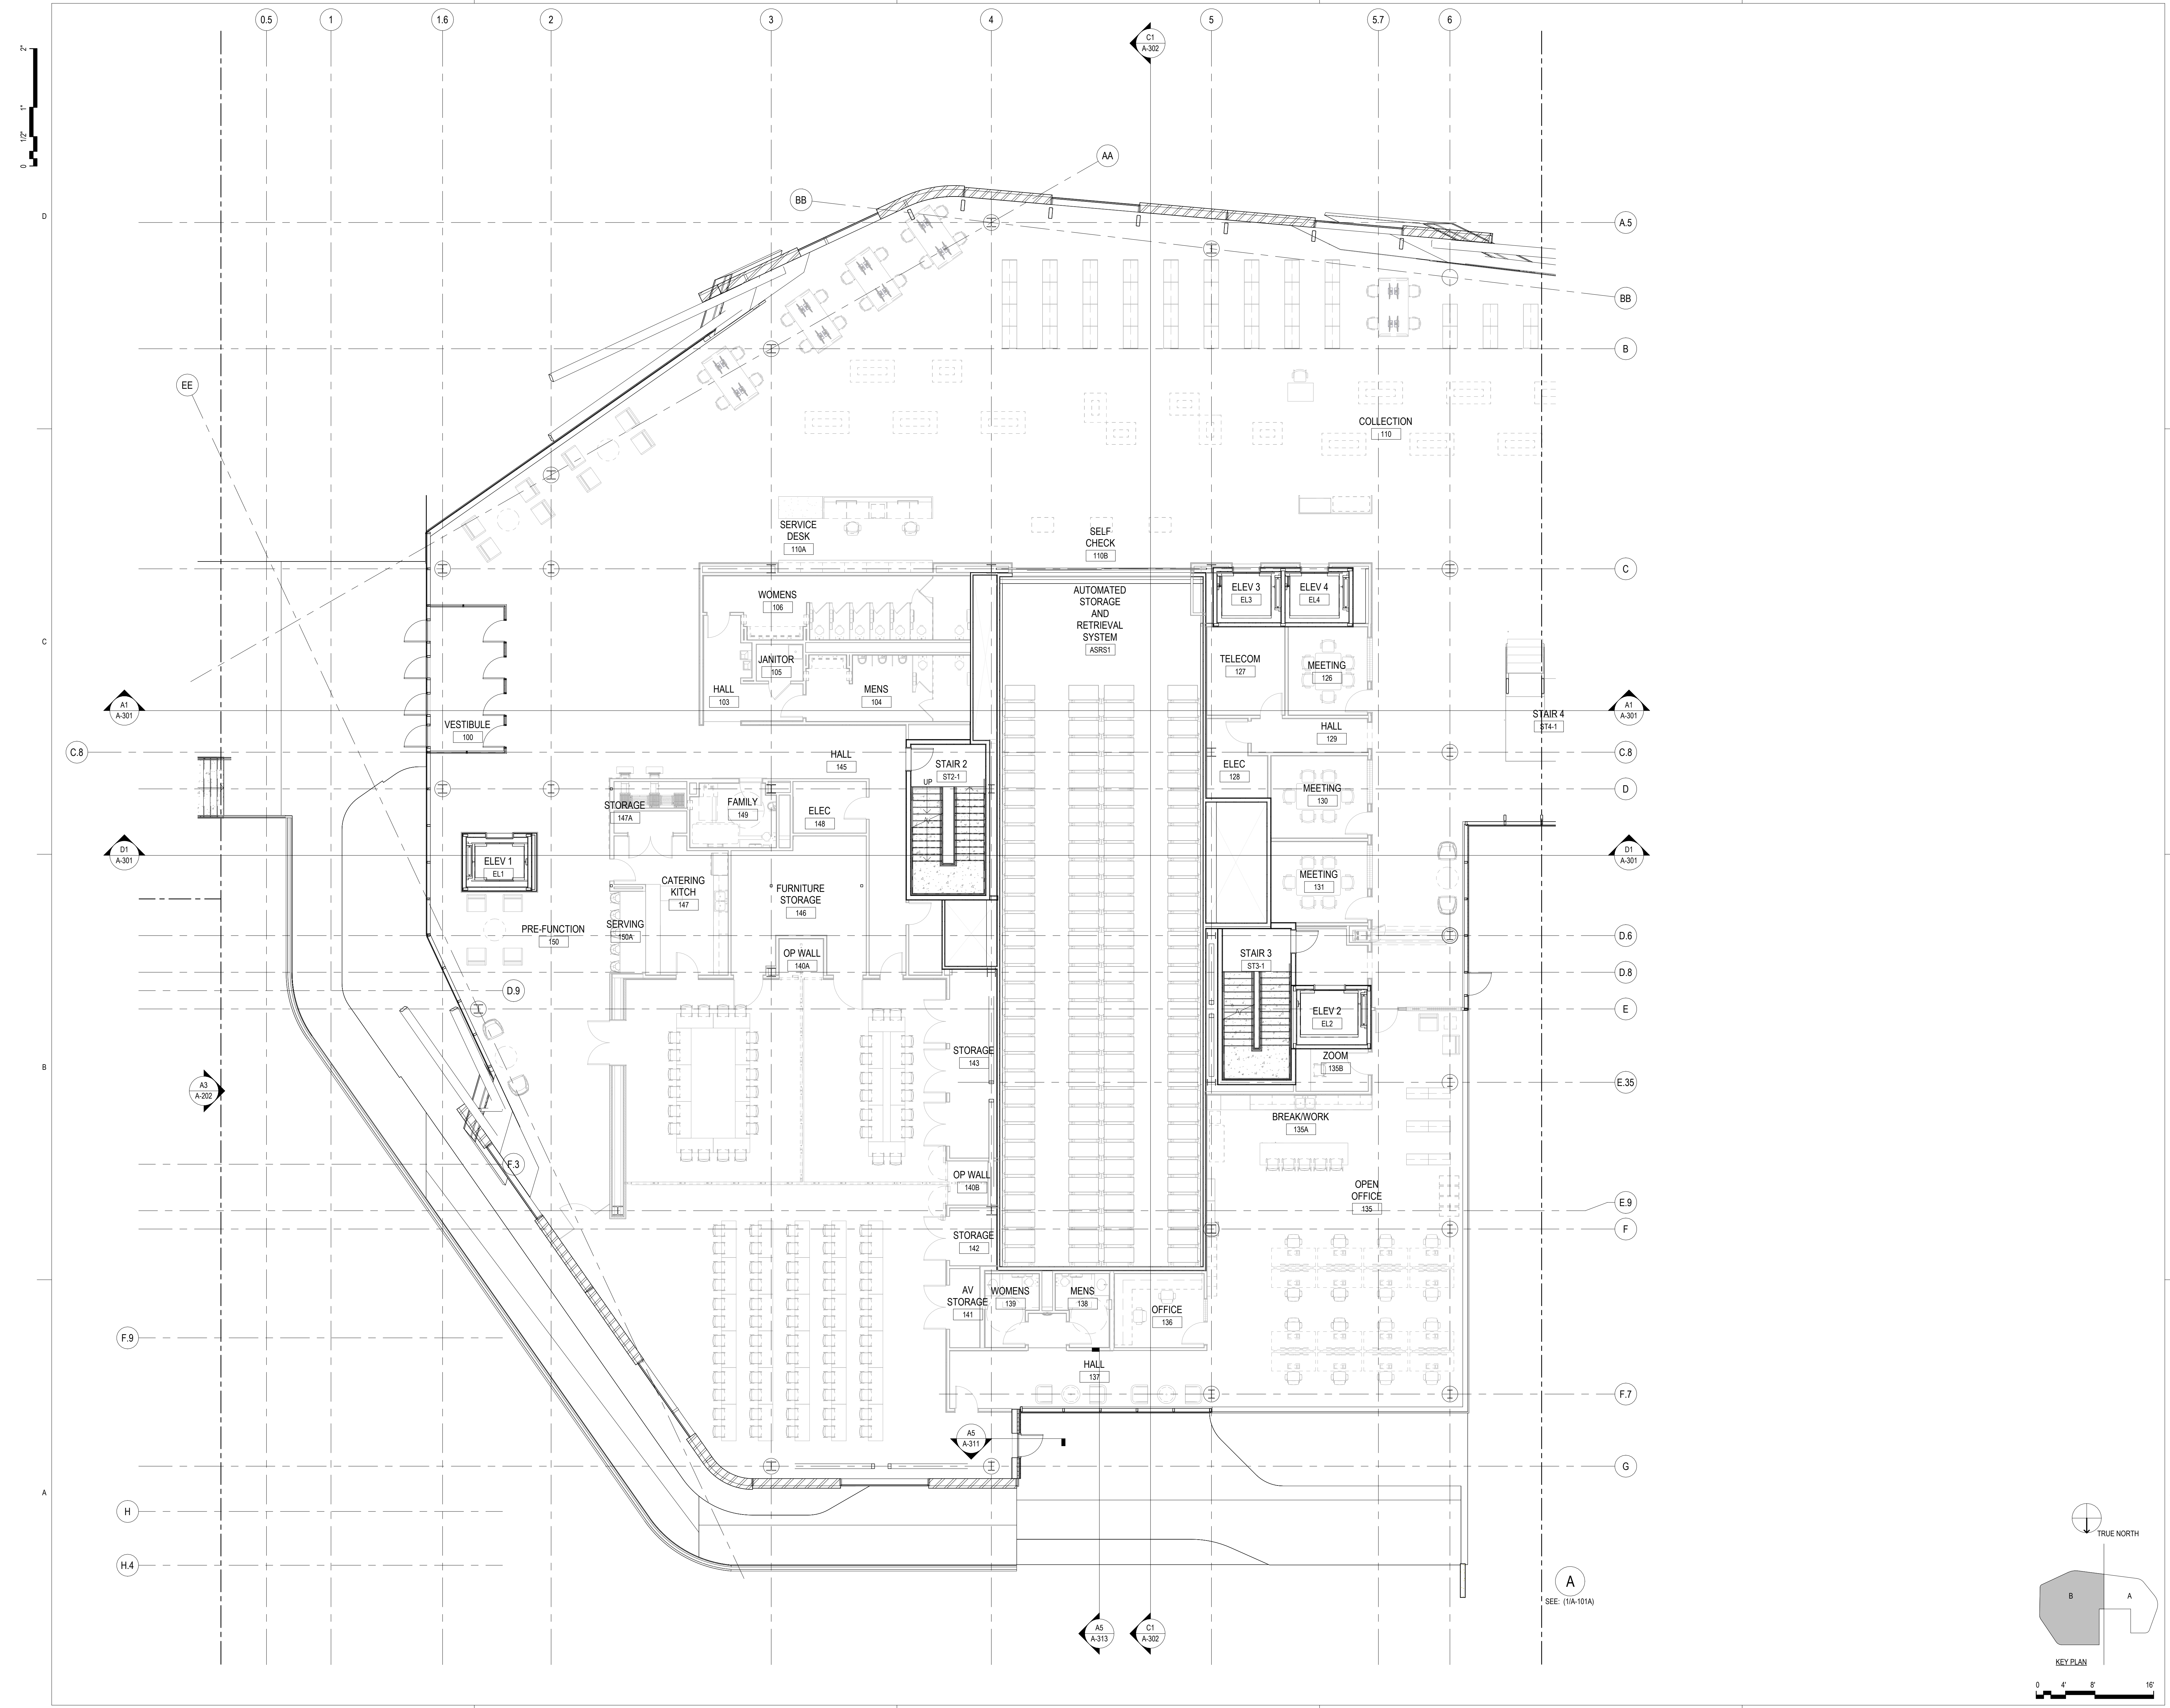 0.5
1
1.6
2
3
4
5
5.7
6
C1
A-302
2"
1"
1/2"
0
AA
BB
D
A.5
BB
B
EE
COLLECTION
110
SERVICE
DESK
110A
SELF
CHECK
110B
C
WOMENS
106
AUTOMATED
STORAGE
AND
RETRIEVAL
SYSTEM
ASRS1
ELEV 3
EL3
ELEV 4
EL4
C
JANITOR
105
TELECOM
127
MEETING
126
HALL
103
MENS
104
A1
A-301
A1
A-301
STAIR 4
ST4-1
VESTIBULE
100
HALL
129
C.8
C.8
HALL
145
STAIR 2
ST2-1
UP
ELEC
128
D
MEETING
130
STORAGE
147A
FAMILY
149
ELEC
148
D1
A-301
D1
A-301
ELEV 1
EL1
CATERING
KITCH
147
FURNITURE
STORAGE
146
MEETING
131
PRE-FUNCTION
150
SERVING
150A
D.6
OP WALL
140A
STAIR 3
ST3-1
D.8
D.9
E
ELEV 2
EL2
STORAGE
143
ZOOM
135B
B
E.35
A3
A-202
BREAK/WORK
135A
F.3
OP WALL
140B
OPEN
OFFICE
135
E.9
F
STORAGE
142
AV
STORAGE
141
WOMENS
139
MENS
138
OFFICE
136
F.9
HALL
137
F.7
A5
A-311
G
A
H
TRUE NORTH
H.4
A
SEE: (1/A-101A)
B
A
A5
A-313
C1
A-302
KEY PLAN
0
4'
8'
16'